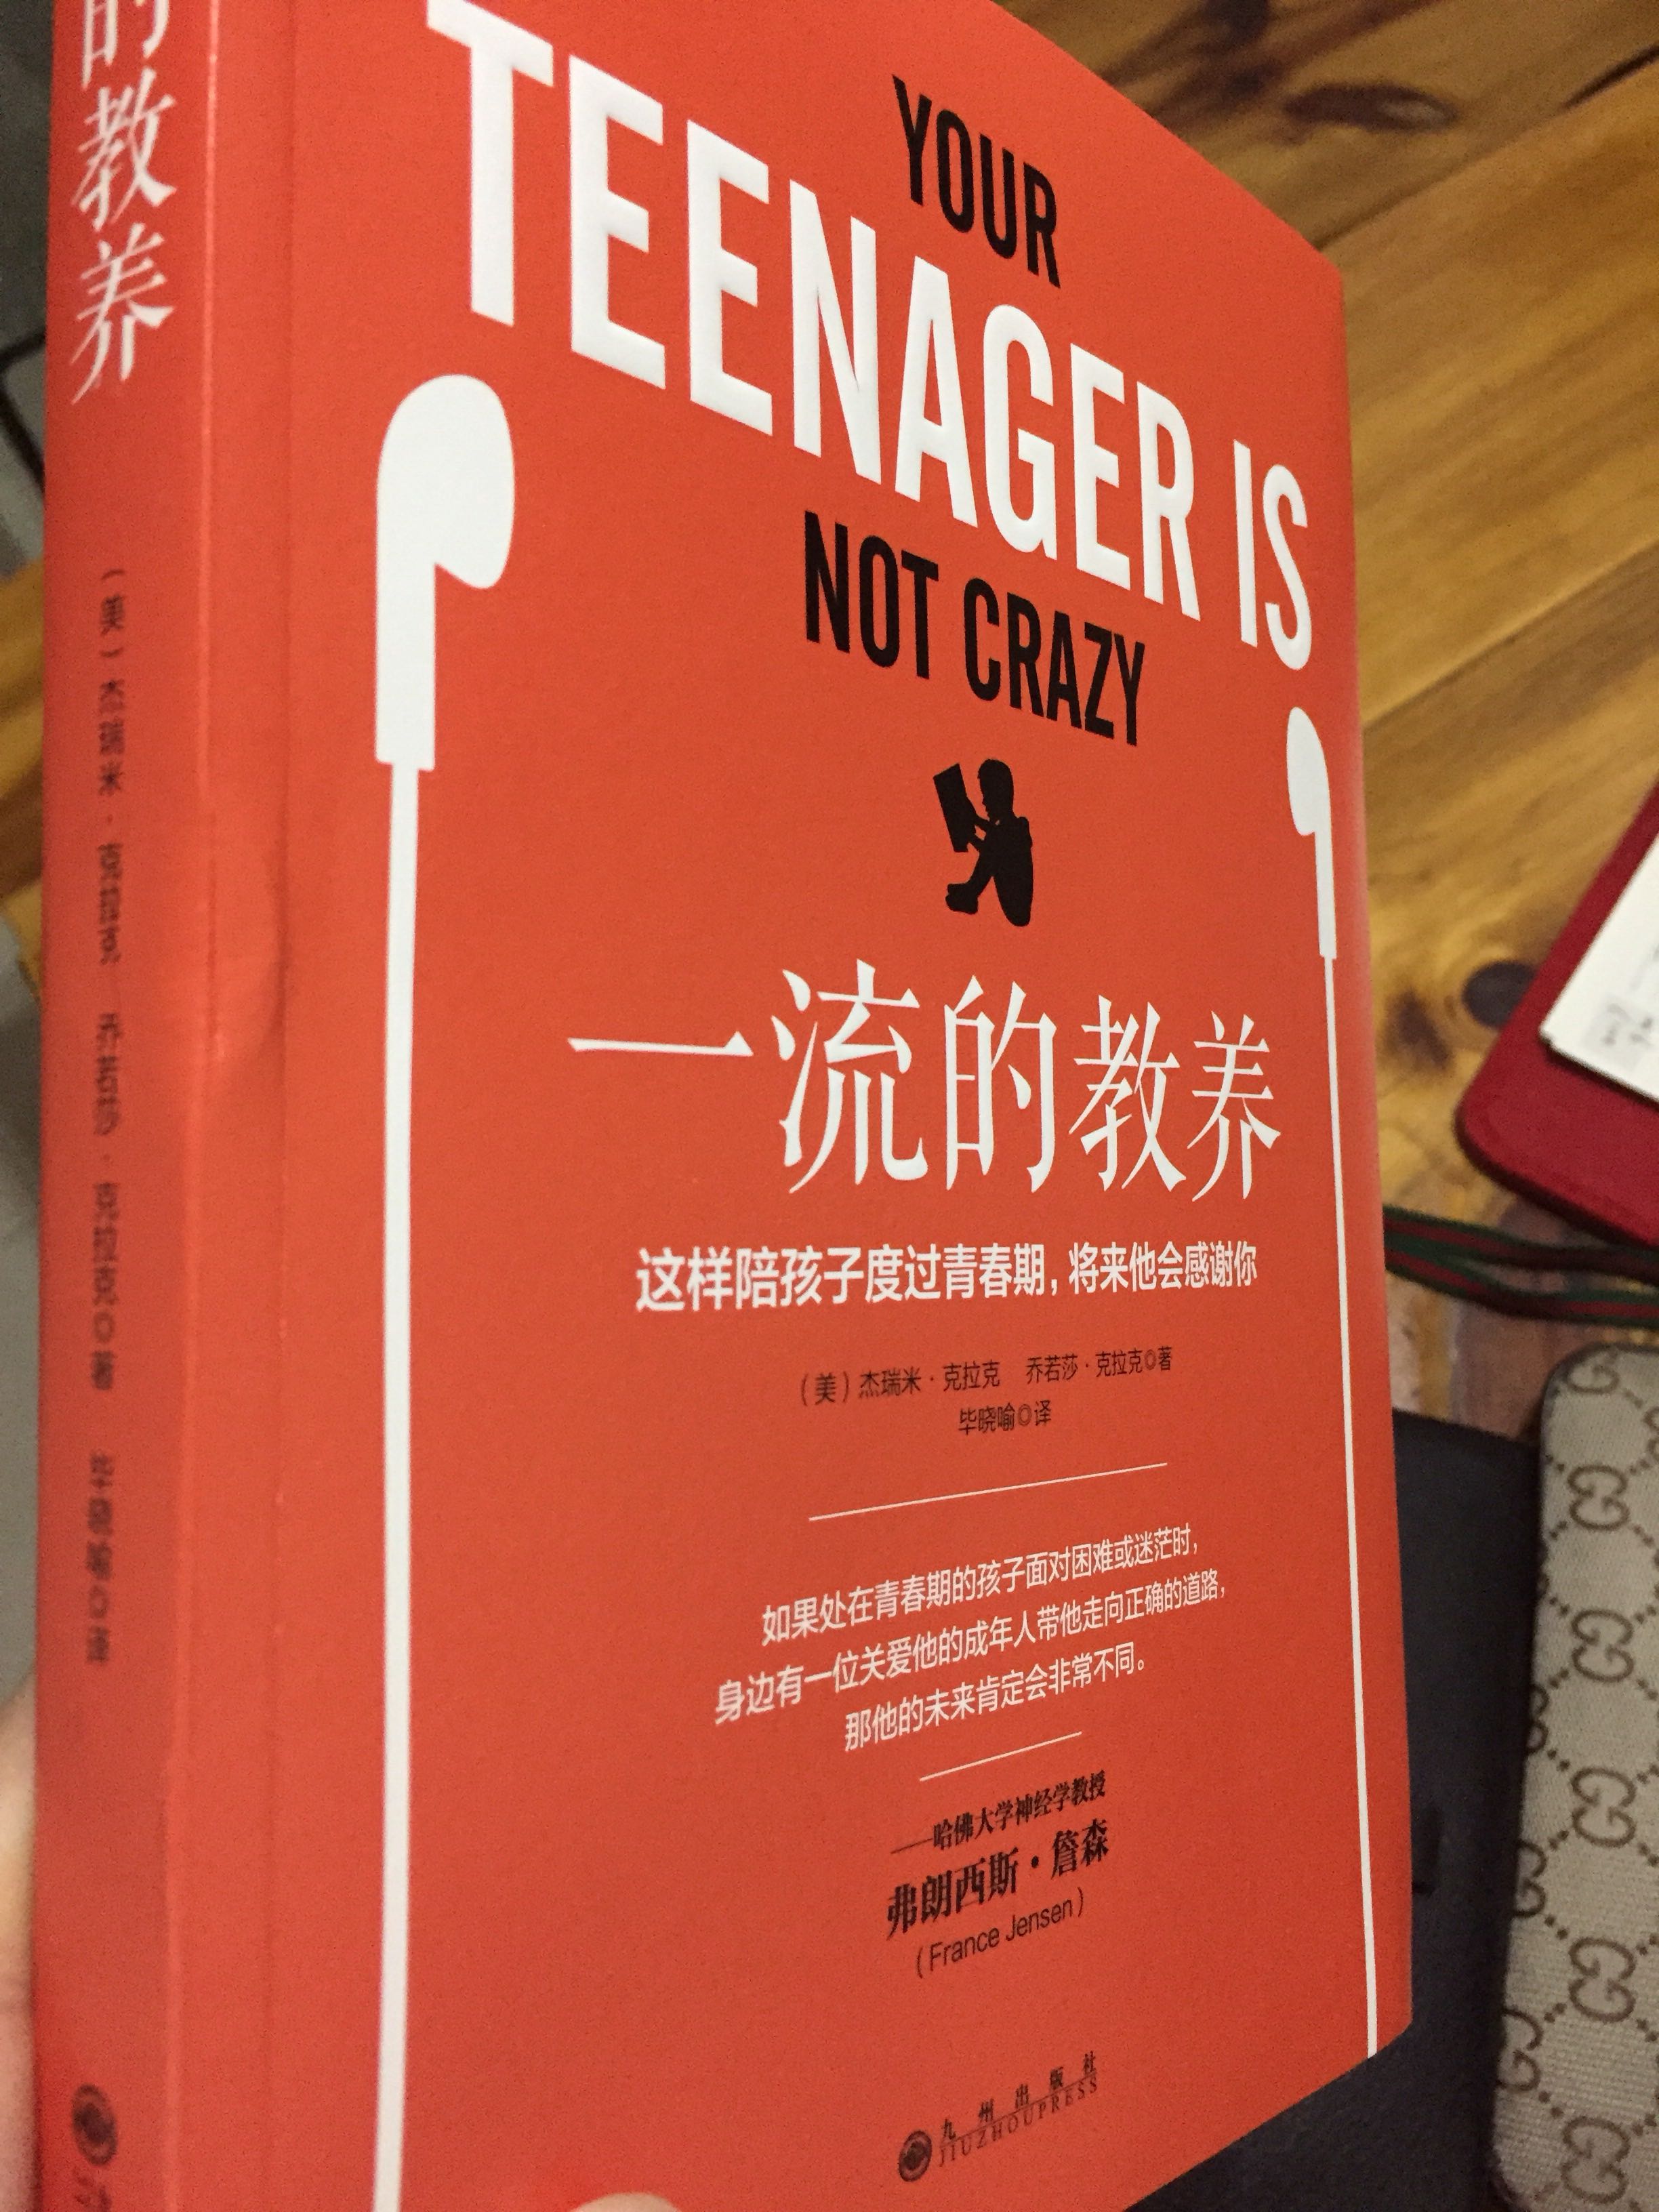 的教养
（美）杰瑞米·克拉克 乔若莎·克拉克◎著 毕晓喻◎译
YOUR
TEENAGER IS
NOT CRAZY
一流的教养
这样陪孩子度过青春期，将来他会感谢你
（美）杰瑞米·克拉克 乔若莎·克拉克◎著
毕晓喻◎译
如果处在青春期的孩子面对困难或迷茫时，
身边有一位关爱他的成年人带他走向正确的道路，
那他的未来肯定会非常不同。
——哈佛大学神经学教授
弗朗西斯·詹森
（France Jensen）
九州出版社
JIUZHOUPRESS